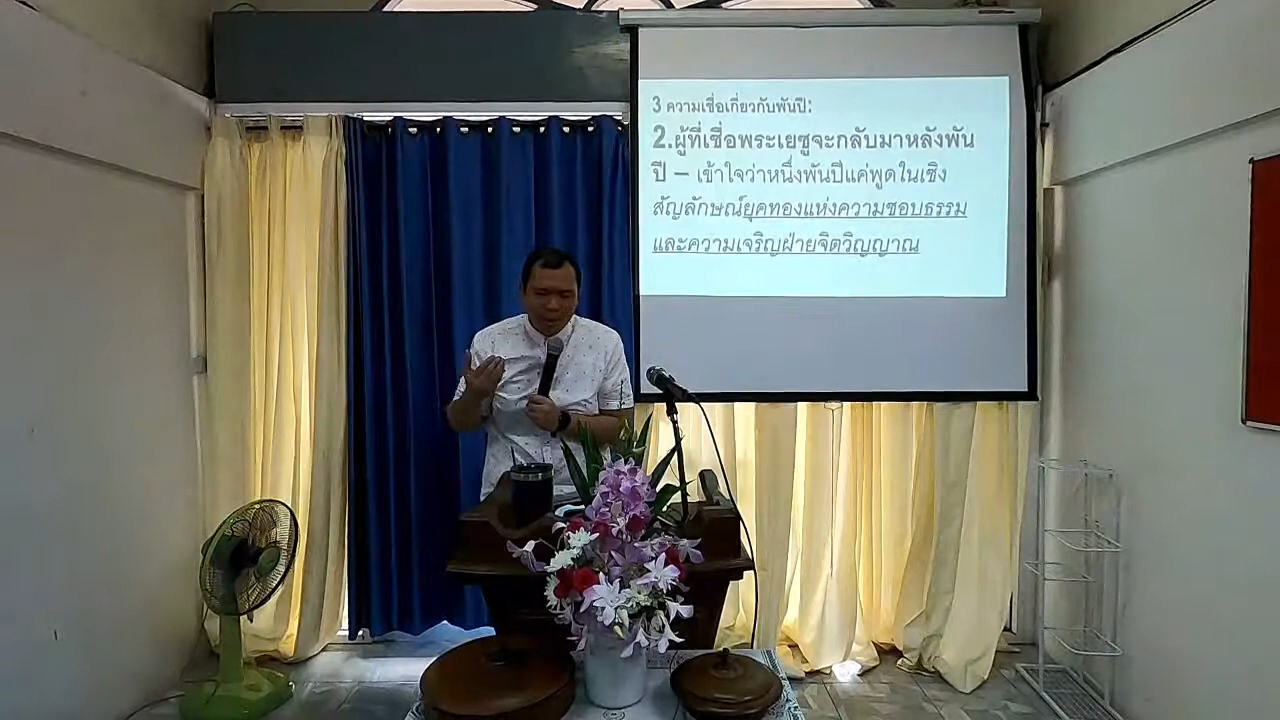 3 ความเชื่อเกี่ยวกับพันปี:
2.ผู้ที่เชื่อพระเยซูจะกลับมาหลังพัน
ปี – เข้าใจว่าหนึ่งพันปีแค่พูดในเชิง
สัญลักษณ์ยุคทองแห่งความชอบธรรม
และความเจริญฝ่ายจิตวิญญาณ